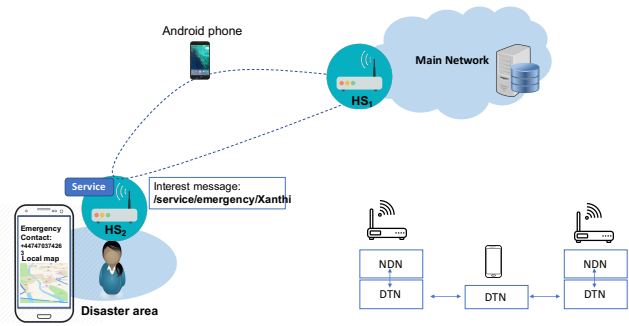 Android phone
Main Network
HS1
Service
Interest message:
/service/emergency/Xanthi
HS2
Emergency
Contact:
+44747037426
3
Local map
Disaster area
NDN
DTN
DTN
NDN
DTN